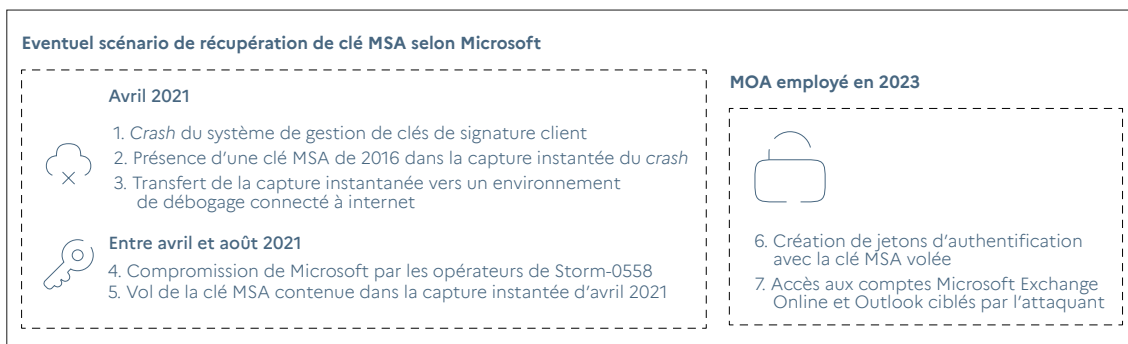 Eventuel scénario de récupération de clé MSA selon Microsoft
Avril 2021
1. Crash du système de gestion de clés de signature client
2. Présence d'une clé MSA de 2016 dans la capture instantée du crash
3. Transfert de la capture instantanée vers un environnement
de débogage connecté à internet
Entre avril et août 2021
4. Compromission de Microsoft par les opérateurs de Storm-0558
5. Vol de la clé MSA contenue dans la capture instantée d'avril 2021
MOA employé en 2023
6. Création de jetons d'authentification
avec la clé MSA volée
7. Accès aux comptes Microsoft Exchange
Online et Outlook ciblés par l'attaquant